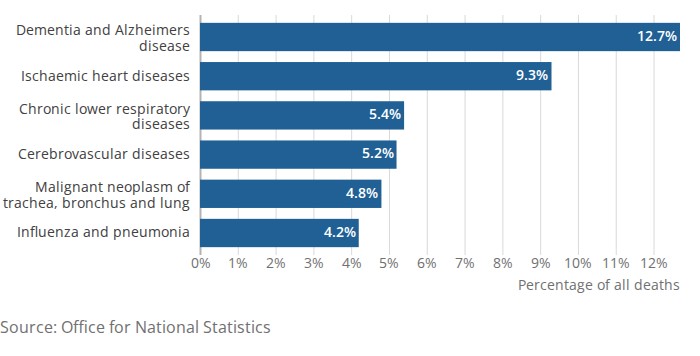 Dementia and Alzheimers
disease
12.7%
Ischaemic heart diseases
9.3%
Chronic lower respiratory
diseases
5.4%
Cerebrovascular diseases
5.2%
Malignant neoplasm of
trachea, bronchus and lung
4.8%
Influenza and pneumonia
4.2%
0% 1% 2% 3% 4% 5% 6% 7% 8% 9% 10% 11% 12%
Percentage of all deaths
Source: Office for National Statistics